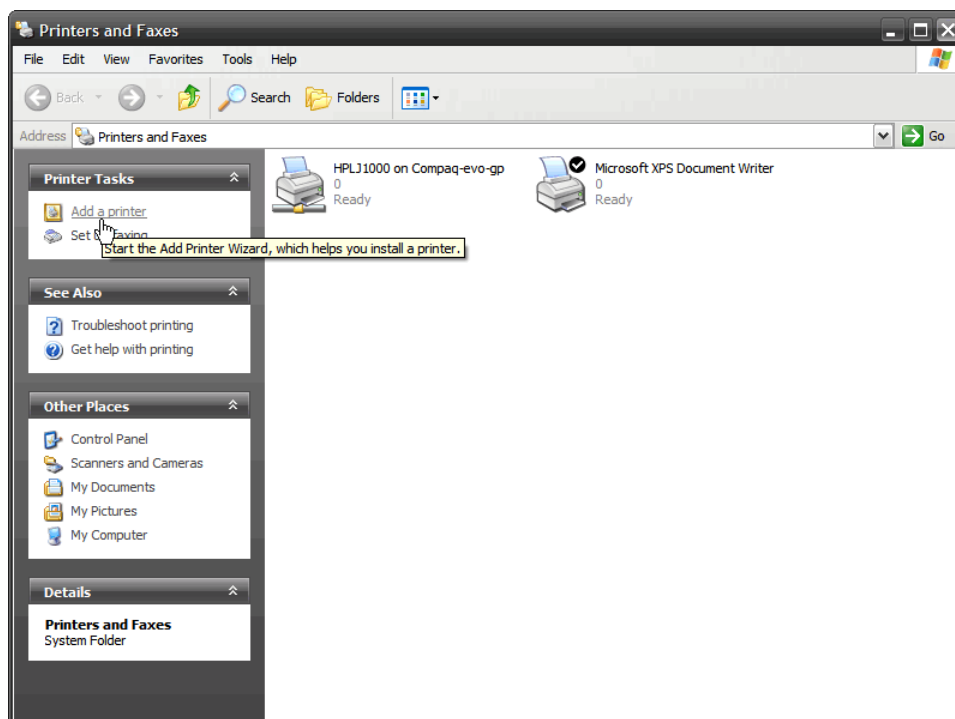 Printers and Faxes
File Edit View Favorites Tools Help
Back Search Folders
Address Printers and Faxes Go
Printer Tasks
Add a printer
Set faxing
Start the Add Printer Wizard, which helps you install a printer.
See Also
Troubleshoot printing
Get help with printing
Other Places
Control Panel
Scanners and Cameras
My Documents
My Pictures
My Computer
Details
Printers and Faxes
System Folder
HPLJ1000 on Compaq-evo-gp
0
Ready
Microsoft XPS Document Writer
0
Ready